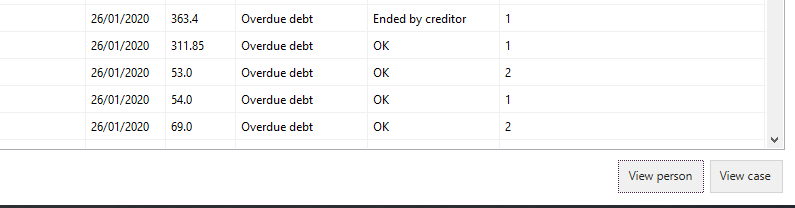 26/01/2020 363.4 Overdue debt Ended by creditor 1
26/01/2020 311.85 Overdue debt OK 1
26/01/2020 53.0 Overdue debt OK 2
26/01/2020 54.0 Overdue debt OK 1
26/01/2020 69.0 Overdue debt OK 2
View person View case